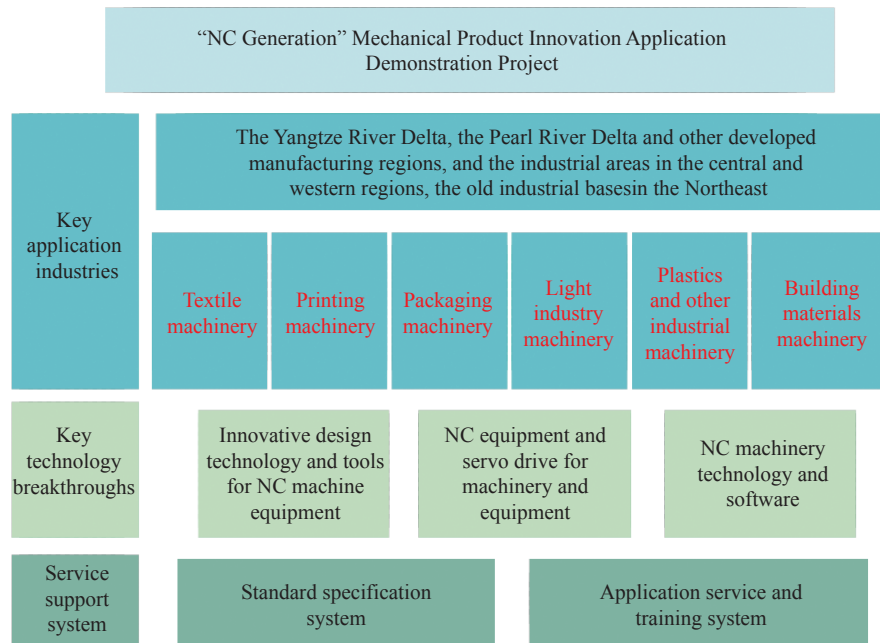 “NC Generation” Mechanical Product Innovation Application
Demonstration Project
Key
application
industries
The Yangtze River Delta, the Pearl River Delta and other developed
manufacturing regions, and the industrial areas in the central and
western regions, the old industrial basesin the Northeast
Textile
machinery
Printing
machinery
Packaging
machinery
Light
industry
machinery
Plastics
and other
industrial
machinery
Building
materials
machinery
Key
technology
breakthroughs
Innovative design
technology and tools
for NC machine
equipment
NC equipment and
servo drive for
machinery and
equipment
NC machinery
technology and
software
Service
support
system
Standard specification
system
Application service and
training system